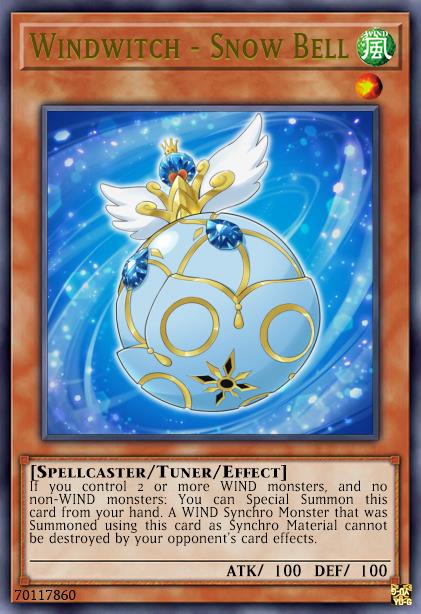 Windwitch - Snow Bell
WIND
風
[Spellcaster/Tuner/Effect]
If you control 2 or more WIND monsters, and no
non-WIND monsters: You can Special Summon this
card from your hand. A WIND Synchro Monster that was
Summoned using this card as Synchro Material cannot
be destroyed by your opponent's card effects.
ATK/ 100 DEF/ 100
70117860